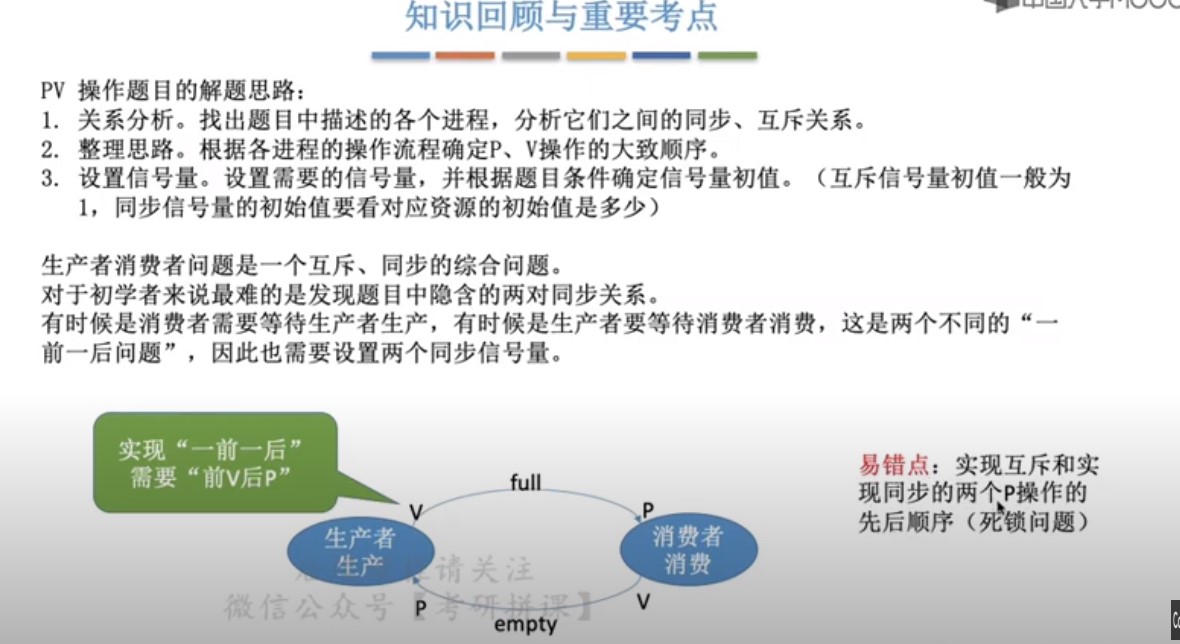 知识回顾与重要考点
PV 操作题目的解题思路：
1. 关系分析。找出题目中描述的各个进程，分析它们之间的同步、互斥关系。
2. 整理思路。根据各进程的操作流程确定P、V操作的大致顺序。
3. 设置信号量。设置需要的信号量，并根据题目条件确定信号量初值。（互斥信号量初值一般为
1，同步信号量的初始值要看对应资源的初始值是多少）
生产者消费者问题是一个互斥、同步的综合问题。
对于初学者来说最难的是发现题目中隐含的两对同步关系。
有时候是消费者需要等待生产者生产，有时候是生产者要等待消费者消费，这是两个不同的“一
前一后问题”，因此也需要设置两个同步信号量。
实现“一前一后”
需要“前V后P”
full
V
P
生产者
生产
消费者
消费
P
V
empty
易错点：实现互斥和实
现同步的两个P操作的
先后顺序（死锁问题）
请关注
微信公众号【考研拼课】